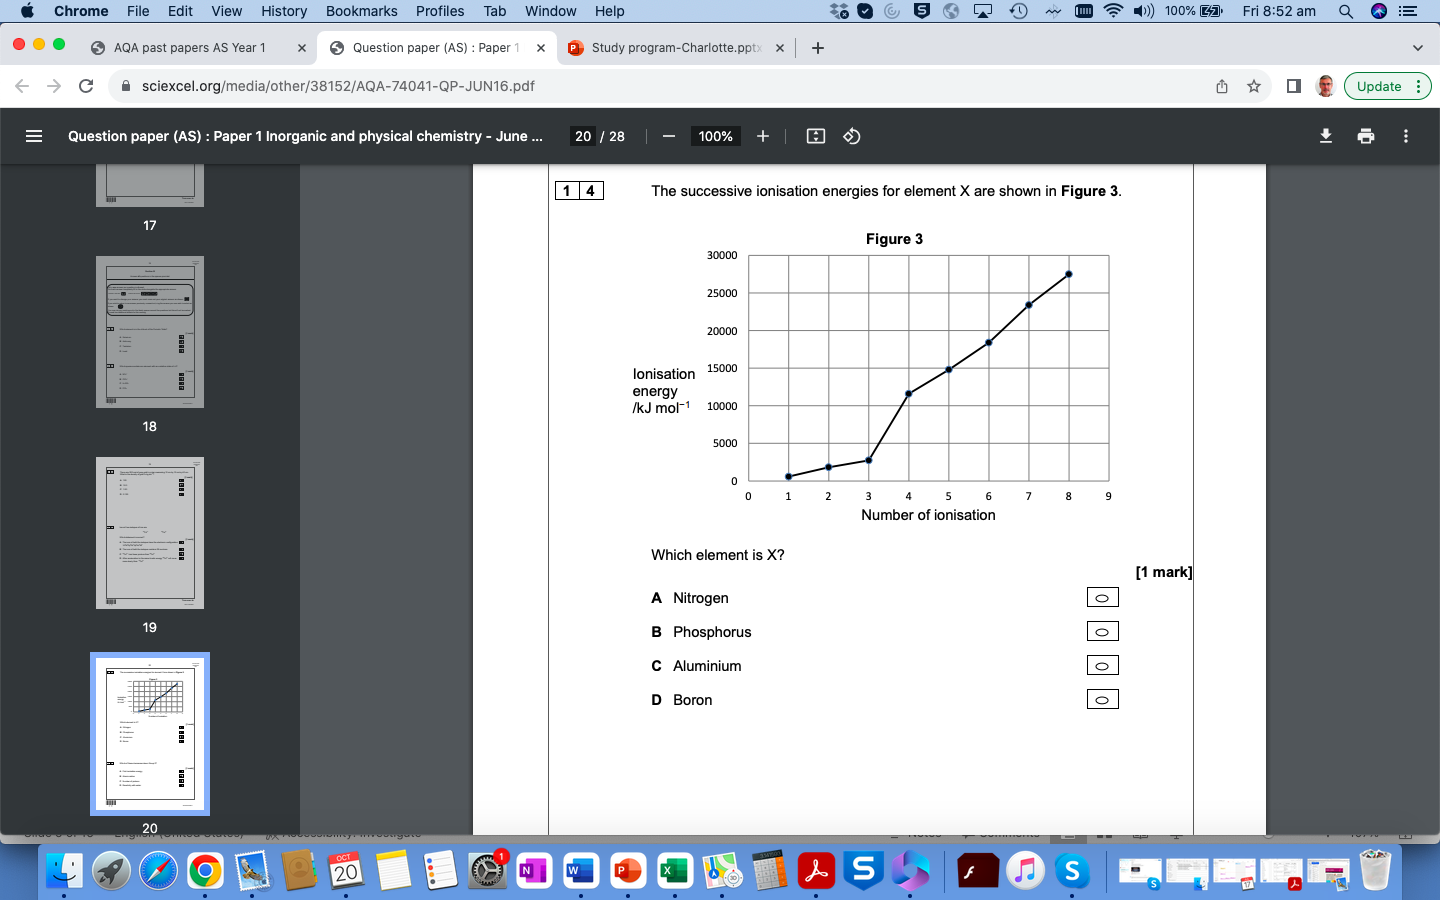 Chrome File Edit View History Bookmarks Profiles Tab Window Help 100% Fri 8:52 am
AQA past papers AS Year 1 Question paper (AS) : Paper 1 Study program-Charlotte.pptx
sciexcel.org/media/other/38152/AQA-74041-QP-JUN16.pdf Update
Question paper (AS) : Paper 1 Inorganic and physical chemistry - June ... 20 / 28 100%
17
18
19
20
1 4 The successive ionisation energies for element X are shown in Figure 3.
Figure 3
30000
25000
20000
15000
10000
5000
0
Ionisation
energy
/kJ mol⁻¹
0 1 2 3 4 5 6 7 8 9
Number of ionisation
Which element is X?
[1 mark]
A Nitrogen
B Phosphorus
C Aluminium
D Boron
OCT
20
1
17